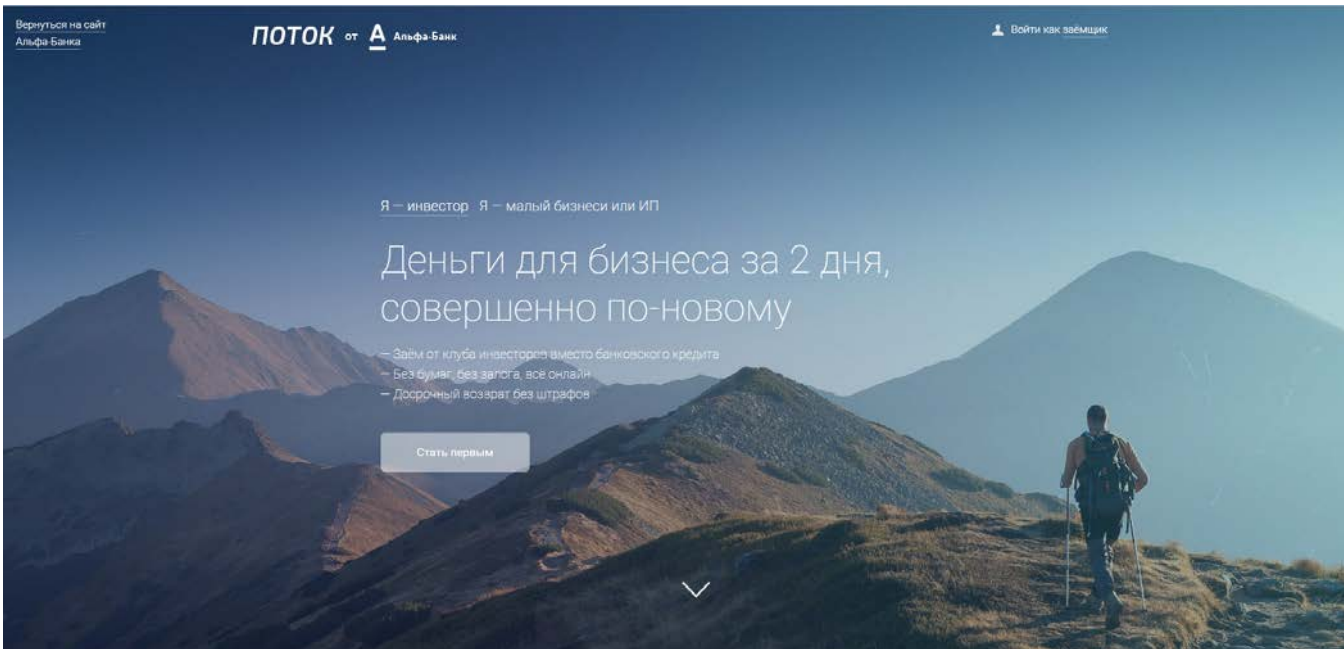 Вернуться на сайт
Альфа-Банка
ПОТОК от А Альфа·Банк
Войти как заёмщик
Я — инвестор Я — малый бизнеси или ИП
Деньги для бизнеса за 2 дня,
совершенно по-новому
— Заём от клуба инвесторов вместо банковского кредита
— Без бумаг, без залога, все онлайн
— Досрочный возврат без штрафов
Стать первым